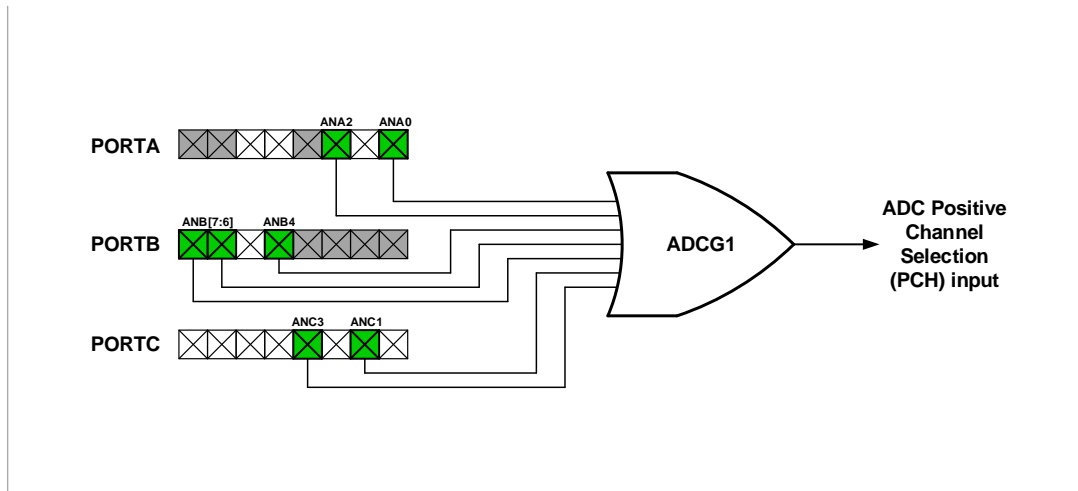 ANA2 ANA0
PORTA
ANB[7:6] ANB4
PORTB
ANC3 ANC1
PORTC
ADCG1
ADC Positive
Channel
Selection
(PCH) input